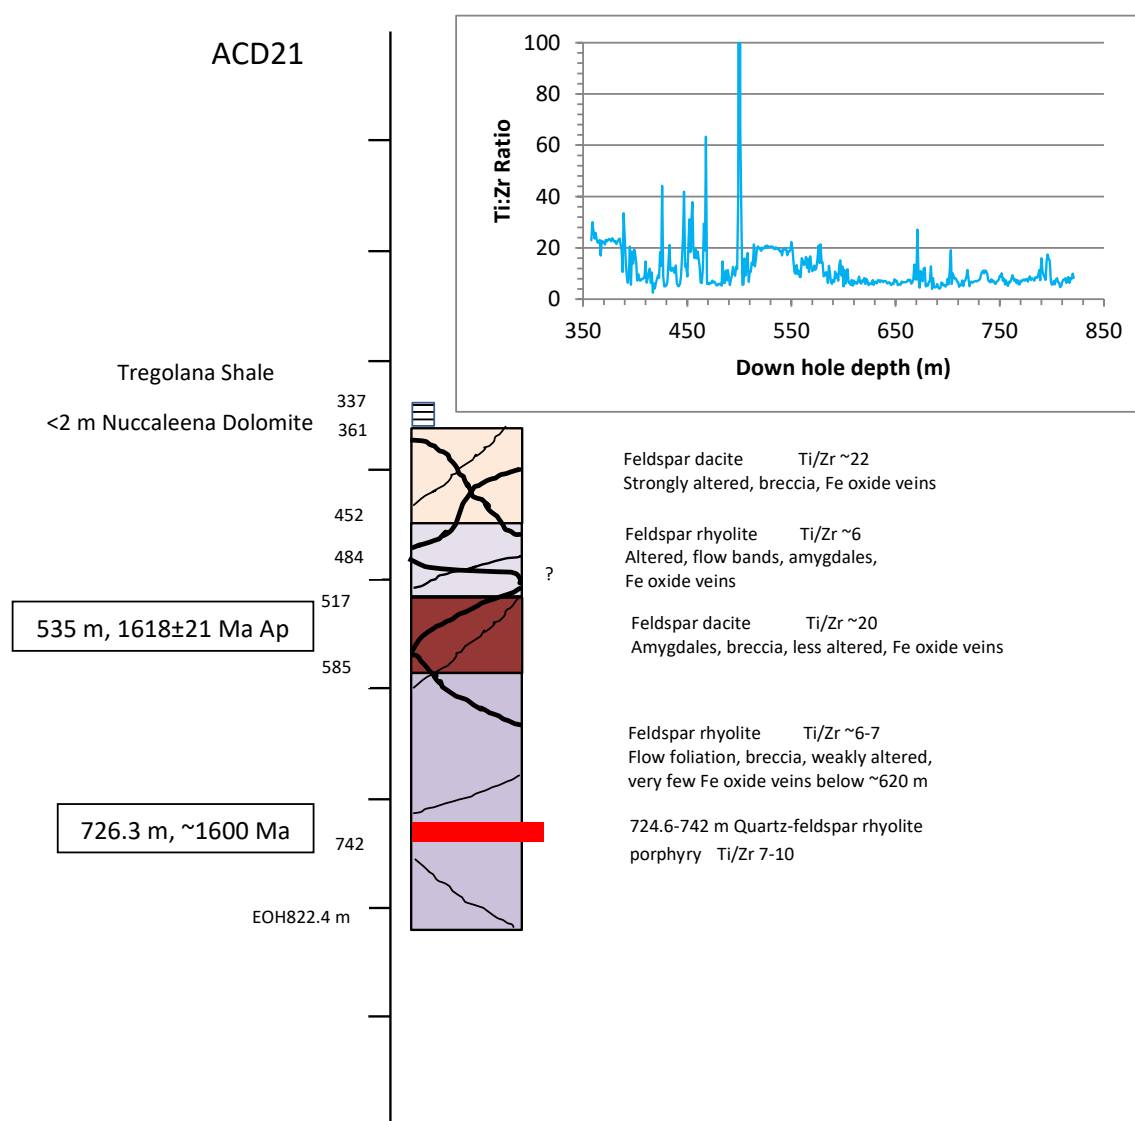 ACD21
100
80
60
40
20
0
Ti:Zr Ratio
350 450 550 650 750 850
Down hole depth (m)
Tregolana Shale
337
<2 m Nuccaleena Dolomite
361
Feldspar dacite Ti/Zr ~22
Strongly altered, breccia, Fe oxide veins
452
Feldspar rhyolite Ti/Zr ~6
Altered, flow bands, amygdales,
Fe oxide veins
484
?
517
535 m, 1618±21 Ma Ap
Feldspar dacite Ti/Zr ~20
Amygdales, breccia, less altered, Fe oxide veins
585
Feldspar rhyolite Ti/Zr ~6-7
Flow foliation, breccia, weakly altered,
very few Fe oxide veins below ~620 m
726.3 m, ~1600 Ma
742
724.6-742 m Quartz-feldspar rhyolite
porphyry Ti/Zr 7-10
EOH822.4 m